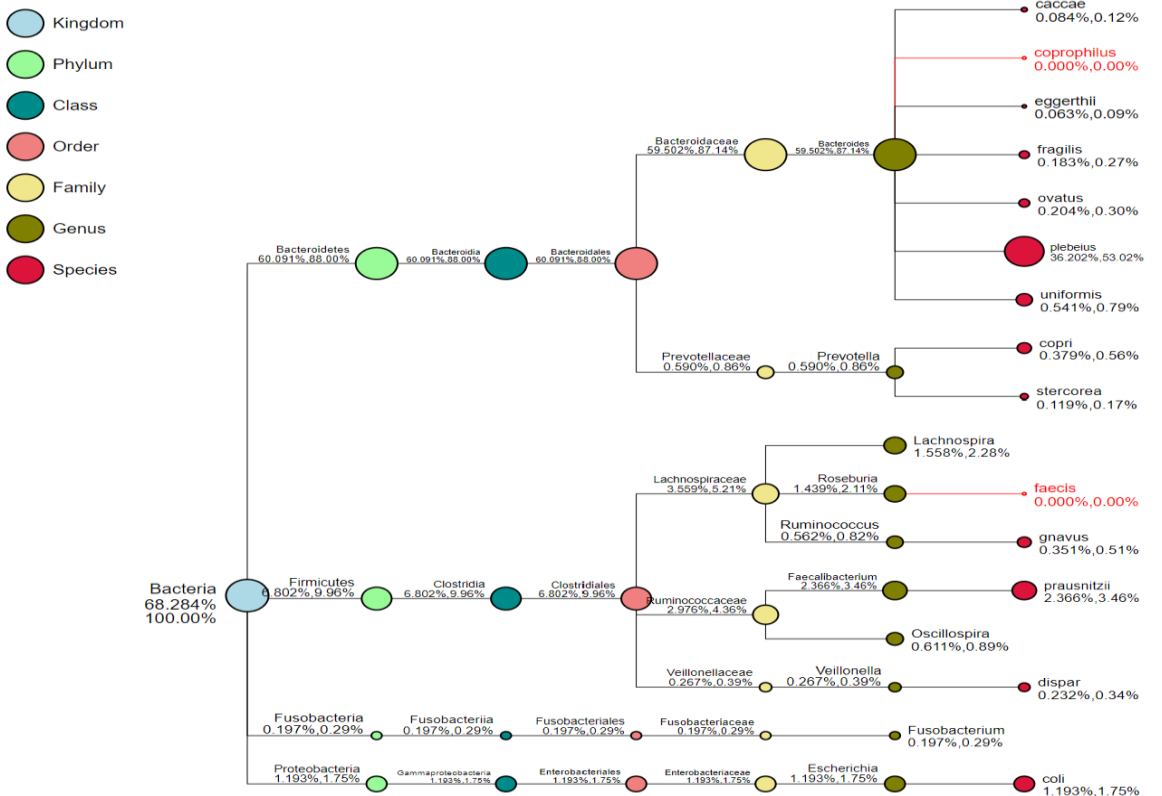 Kingdom
Phylum
Class
Order
Family
Genus
Species
caccae
0.084%,0.12%
coprophilus
0.000%,0.00%
eggerthii
0.063%,0.09%
Bacteroidaceae
59.502%,87.14%
Bacteroides
59.502%,87.14%
fragilis
0.183%,0.27%
ovatus
0.204%,0.30%
Bacteroidetes
60.091%,88.00%
Bacteroidia
60.091%,88.00%
Bacteroidales
60.091%,88.00%
plebeius
36.202%,53.02%
uniformis
0.541%,0.79%
Prevotellaceae
0.590%,0.86%
Prevotella
0.590%,0.86%
copri
0.379%,0.56%
stercorea
0.119%,0.17%
Lachnospira
1.558%,2.28%
Lachnospiraceae
3.559%,5.21%
Roseburia
1.439%,2.11%
faecis
0.000%,0.00%
Ruminococcus
0.562%,0.82%
gnavus
0.351%,0.51%
Bacteria
68.284%
100.00%
Firmicutes
6.802%,9.96%
Clostridia
6.802%,9.96%
Clostridiales
6.802%,9.96%
Ruminococcaceae
2.976%,4.36%
Faecalibacterium
2.366%,3.46%
prausnitzii
2.366%,3.46%
Oscillospira
0.611%,0.89%
Veillonellaceae
0.267%,0.39%
Veillonella
0.267%,0.39%
dispar
0.232%,0.34%
Fusobacteria
0.197%,0.29%
Fusobacteriia
0.197%,0.29%
Fusobacteriales
0.197%,0.29%
Fusobacteriaceae
0.197%,0.29%
Fusobacterium
0.197%,0.29%
Proteobacteria
1.193%,1.75%
Gammaproteobacteria
1.193%,1.75%
Enterobacteriales
1.193%,1.75%
Enterobacteriaceae
1.193%,1.75%
Escherichia
1.193%,1.75%
coli
1.193%,1.75%